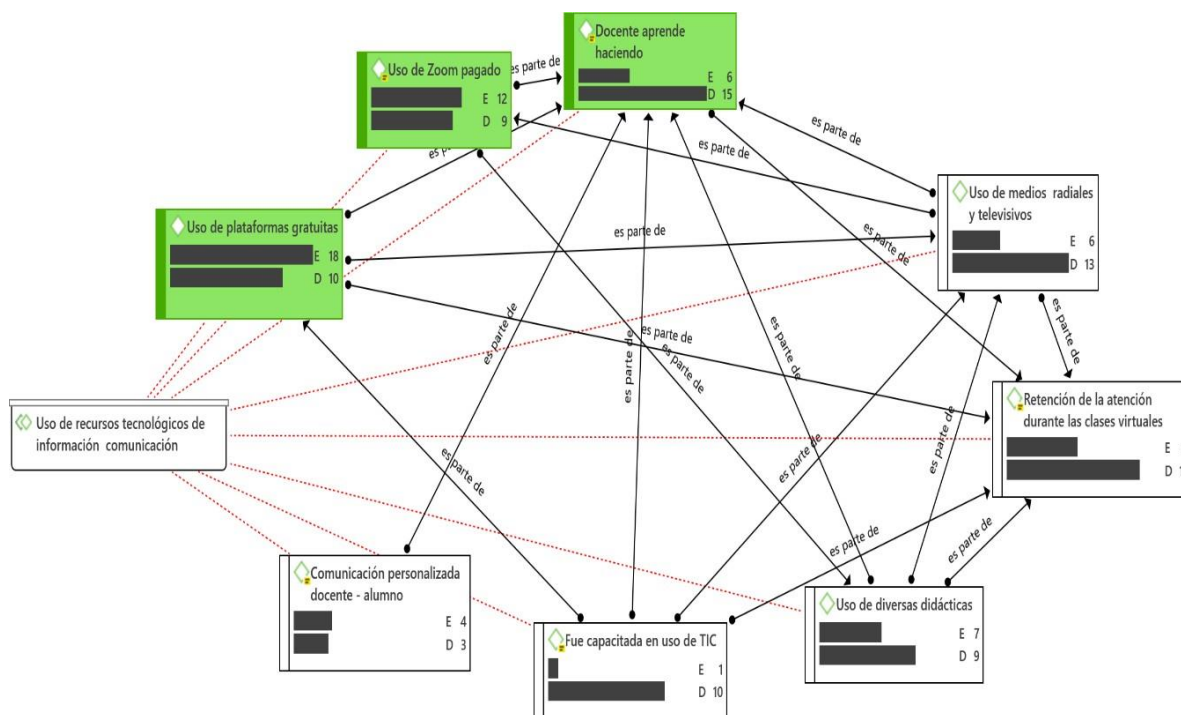 Docente aprende
haciendo
E 6
D 15
Uso de Zoom pagado
E 12
D 9
es parte de
es parte de
es parte de
Uso de medios radiales
y televisivos
E 6
D 13
Uso de plataformas gratuitas
E 18
D 10
es parte de
es parte de
es parte de
es parte de
es parte de
es parte de
es parte de
es parte de
Retención de la atención
durante las clases virtuales
E
D
Uso de recursos tecnológicos de
información comunicación
es parte de
es parte de
es parte de
es parte de
es parte de
es parte de
Comunicación personalizada
docente - alumno
E 4
D 3
Uso de diversas didácticas
E 7
D 9
Fue capacitada en uso de TIC
E 1
D 10